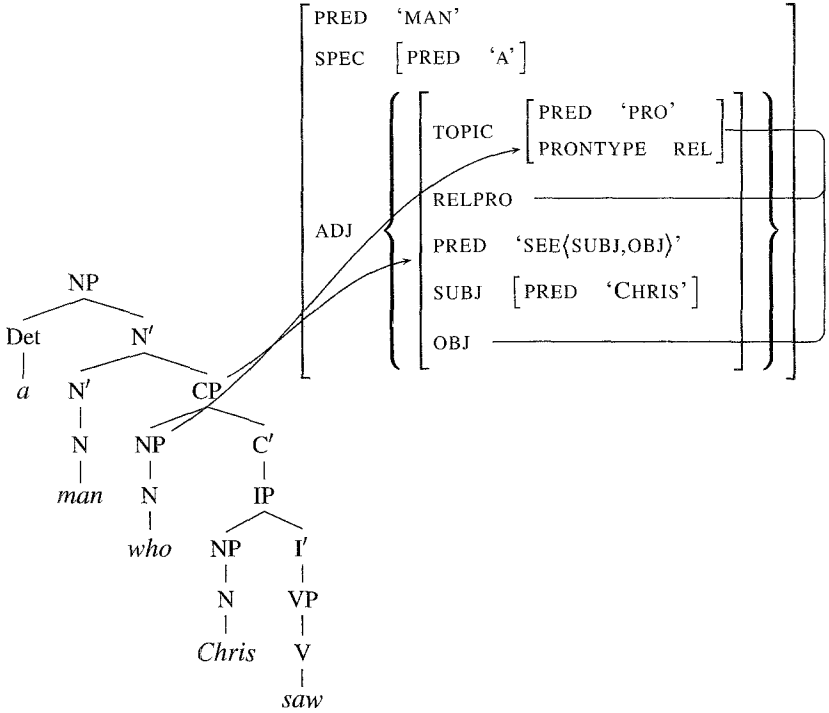 PRED ‘MAN’
SPEC [PRED ‘A’]
PRED ‘PRO’
TOPIC
PRONTYPE REL
RELPRO
ADJ
PRED ‘SEE⟨SUBJ,OBJ⟩’
SUBJ [PRED ‘CHRIS’]
OBJ
NP
Det N′
a N′ CP
N NP C′
man N IP
who NP I′
N VP
Chris V
saw